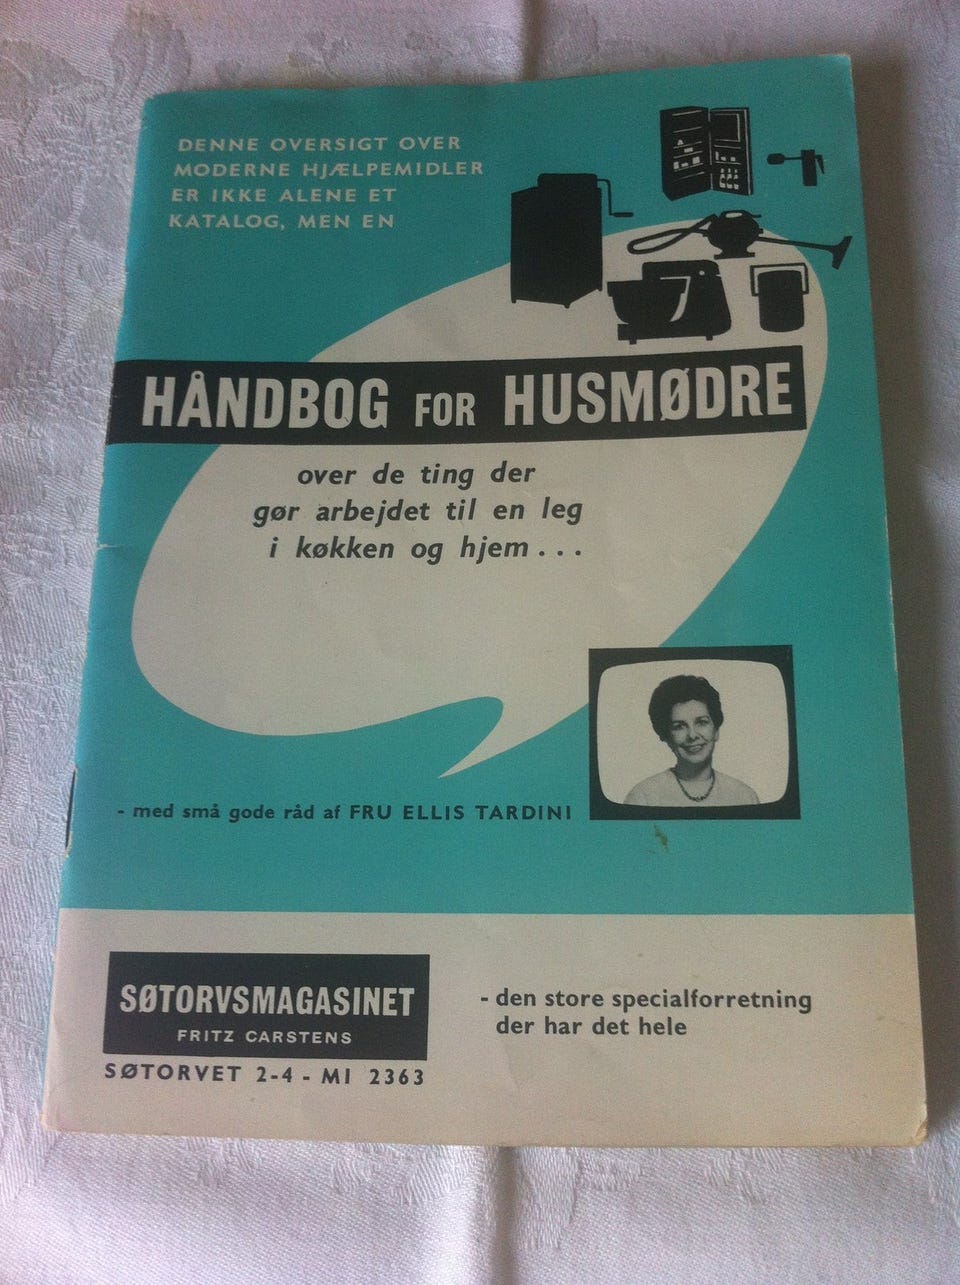 DENNE OVERSIGT OVER
MODERNE HJÆLPEMIDLER
ER IKKE ALENE ET
KATALOG, MEN EN
HÅNDBOG FOR HUSMØDRE
over de ting der
gør arbejdet til en leg
i køkken og hjem...
- med små gode råd af FRU ELLIS TARDINI
SØTORVSMAGASINET
FRITZ CARSTENS
SØTORVET 2-4 - MI 2363
- den store specialforretning
der har det hele